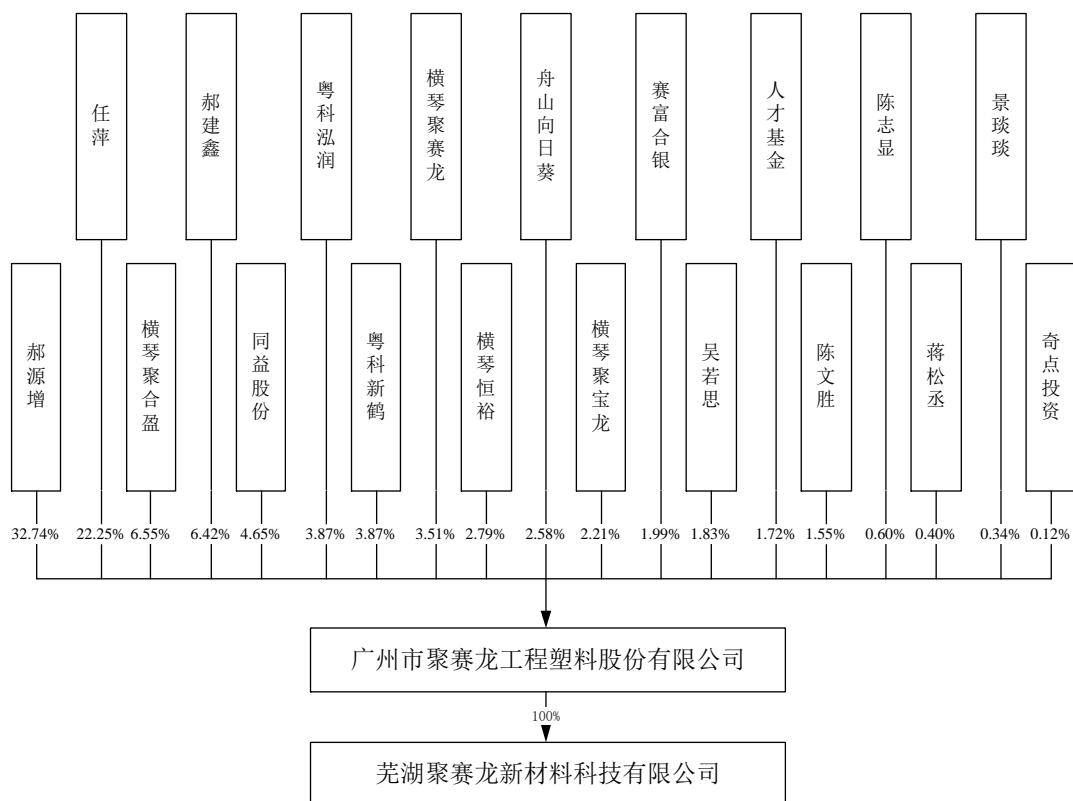 任萍
郝建鑫
粤科泓润
横琴聚赛龙
舟山向日葵
赛富合银
人才基金
陈志显
景琰琰
郝源增
横琴聚合盈
同益股份
粤科新鹤
横琴恒裕
横琴聚宝龙
吴若思
陈文胜
蒋松丞
奇点投资
32.74% 22.25% 6.55% 6.42% 4.65% 3.87% 3.87% 3.51% 2.79% 2.58% 2.21% 1.99% 1.83% 1.72% 1.55% 0.60% 0.40% 0.34% 0.12%
广州市聚赛龙工程塑料股份有限公司
100%
芜湖聚赛龙新材料科技有限公司